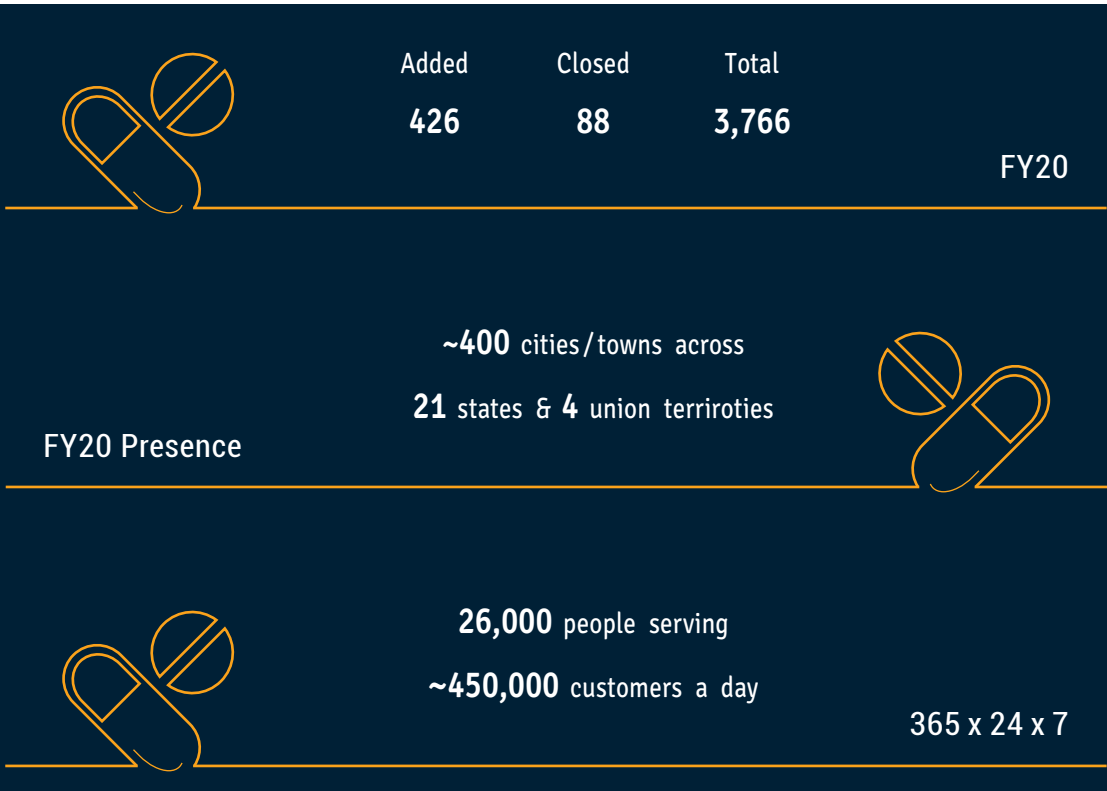 Added Closed Total
426 88 3,766
FY20
~400 cities/towns across
21 states & 4 union terriroties
FY20 Presence
26,000 people serving
~450,000 customers a day
365 x 24 x 7